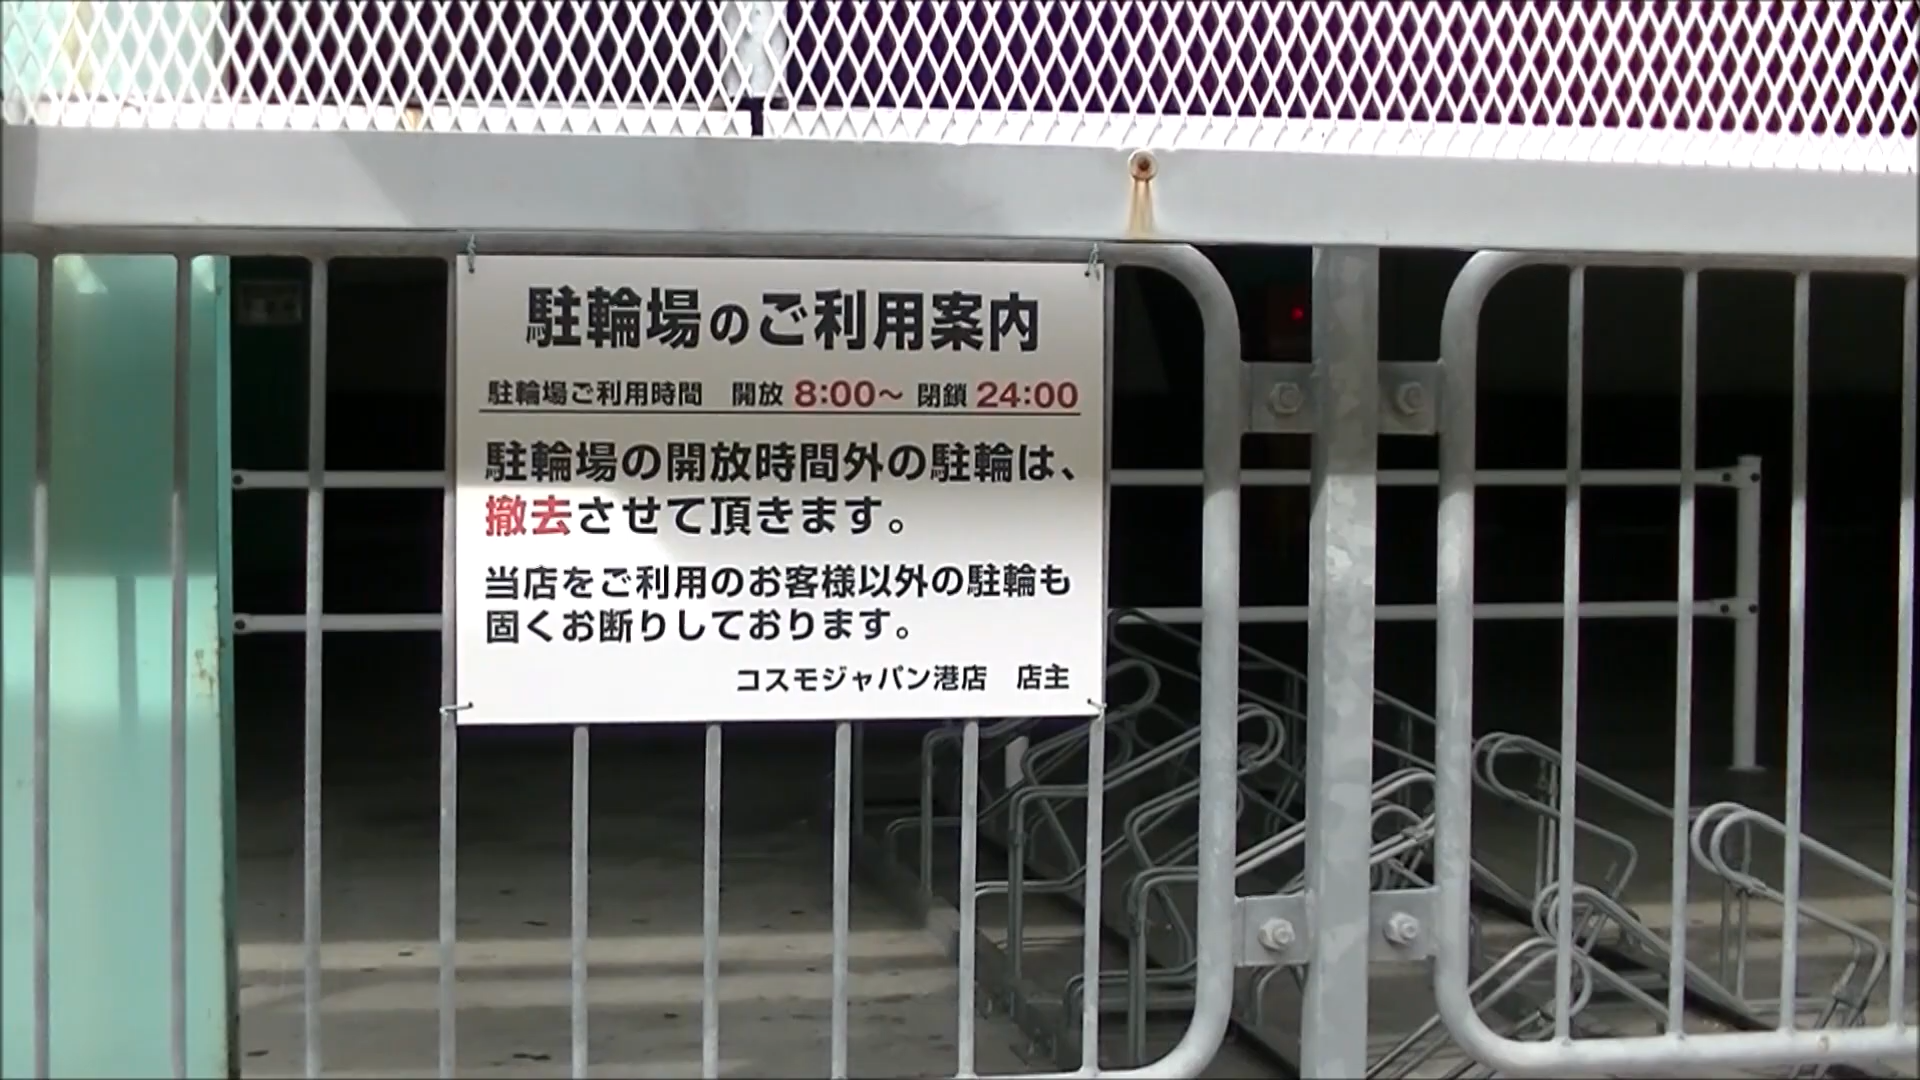 駐輪場のご利用案内
駐輪場ご利用時間　開放 8:00～ 閉鎖 24:00
駐輪場の開放時間外の駐輪は、
撤去させて頂きます。
当店をご利用のお客様以外の駐輪も
固くお断りしております。
コスモジャパン港店　店主